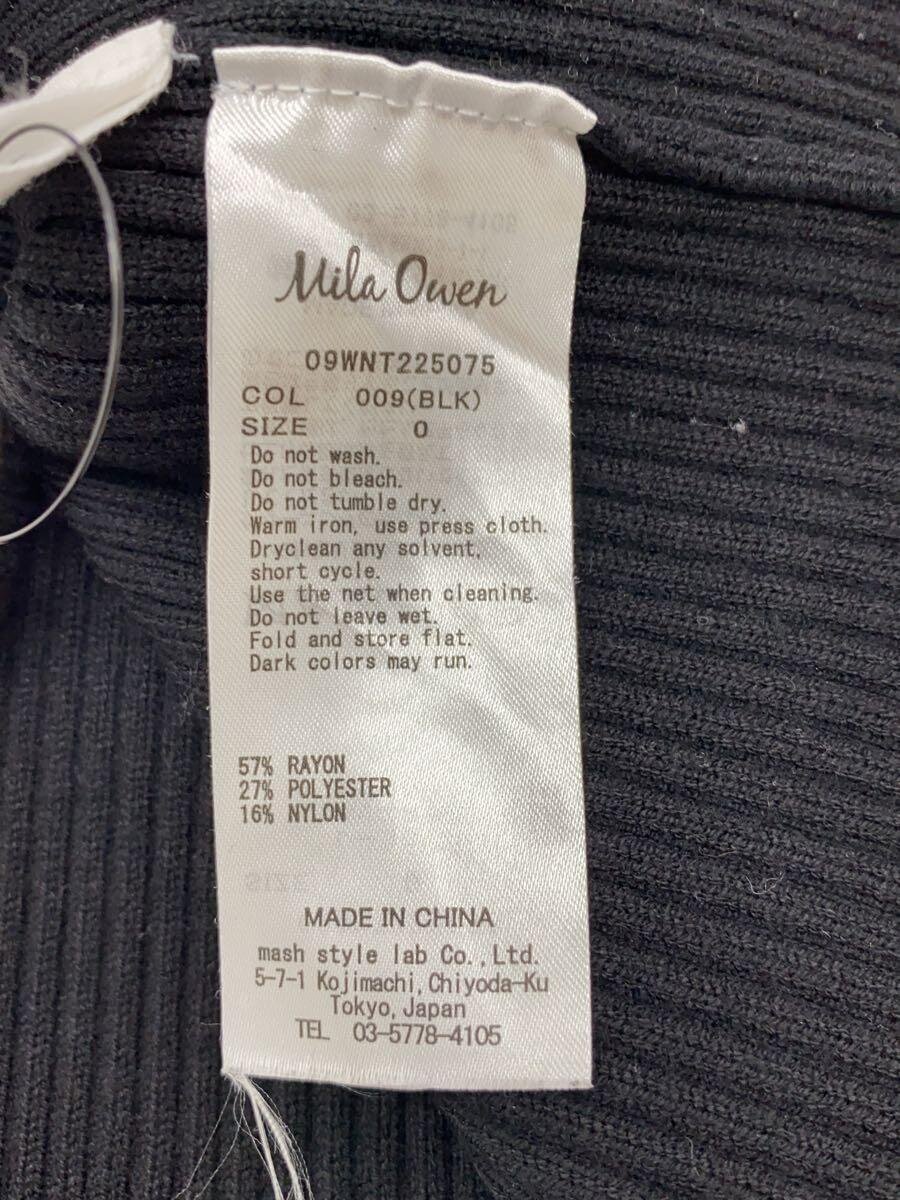 Mila Owen
09WNT225075
COL 009(BLK)
SIZE 0
Do not wash.
Do not bleach.
Do not tumble dry.
Warm iron, use press cloth.
Dryclean any solvent,
short cycle.
Use the net when cleaning.
Do not leave wet.
Fold and store flat.
Dark colors may run.
57% RAYON
27% POLYESTER
16% NYLON
MADE IN CHINA
mash style lab Co.,Ltd.
5-7-1 Kojimachi,Chiyoda-Ku
Tokyo,Japan
TEL 03-5778-4105